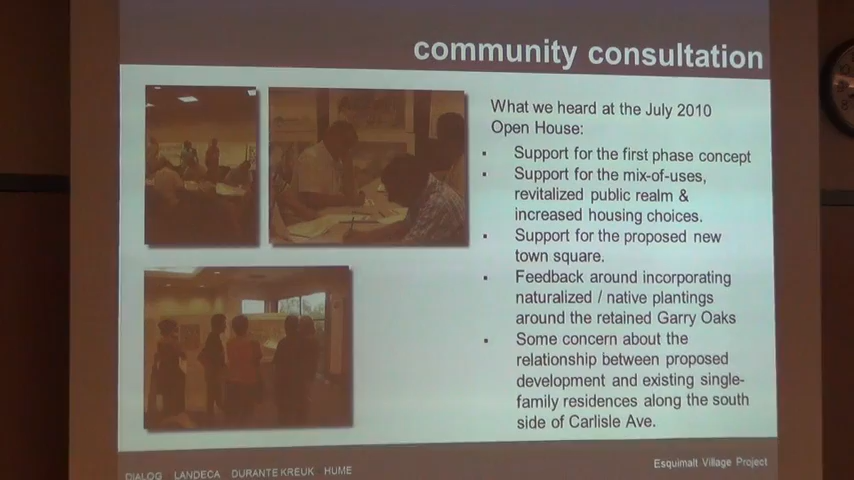 community consultation
What we heard at the July 2010
Open House:
▪ Support for the first phase concept
▪ Support for the mix-of-uses,
revitalized public realm &
increased housing choices.
▪ Support for the proposed new
town square.
▪ Feedback around incorporating
naturalized / native plantings
around the retained Garry Oaks
▪ Some concern about the
relationship between proposed
development and existing single-
family residences along the south
side of Carlisle Ave.
DIALOG LANDECA DURANTE KREUK HUME
Esquimalt Village Project